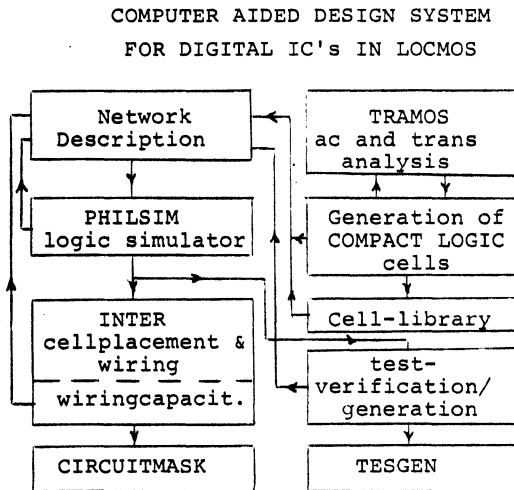 COMPUTER AIDED DESIGN SYSTEM
FOR DIGITAL IC's IN LOCMOS
Network
Description
TRAMOS
ac and trans
analysis
PHILSIM
logic simulator
Generation of
COMPACT LOGIC
cells
INTER
cellplacement &
wiring
wiringcapacit.
Cell-library
test-
verification/
generation
CIRCUITMASK
TESGEN